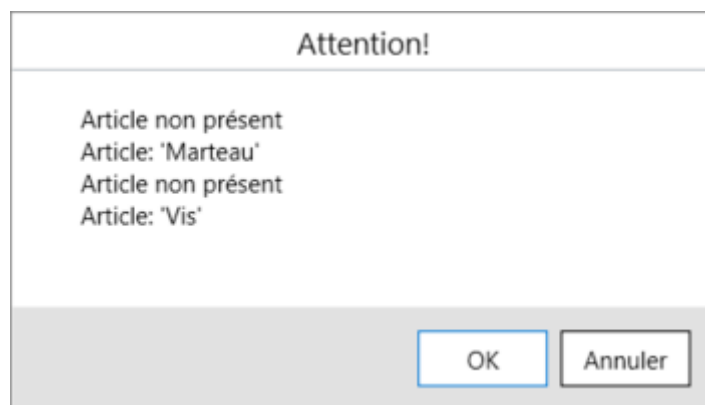 Attention!
Article non présent
Article: 'Marteau'
Article non présent
Article: 'Vis'
OK
Annuler